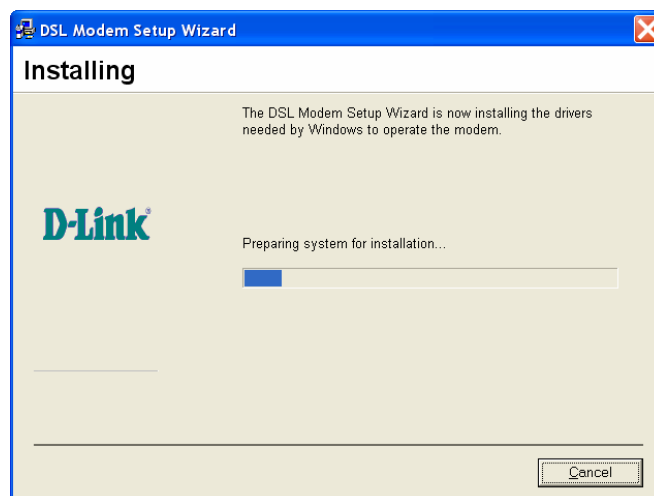 DSL Modem Setup Wizard
Installing
The DSL Modem Setup Wizard is now installing the drivers
needed by Windows to operate the modem.
D-Link®
Preparing system for installation...
Cancel